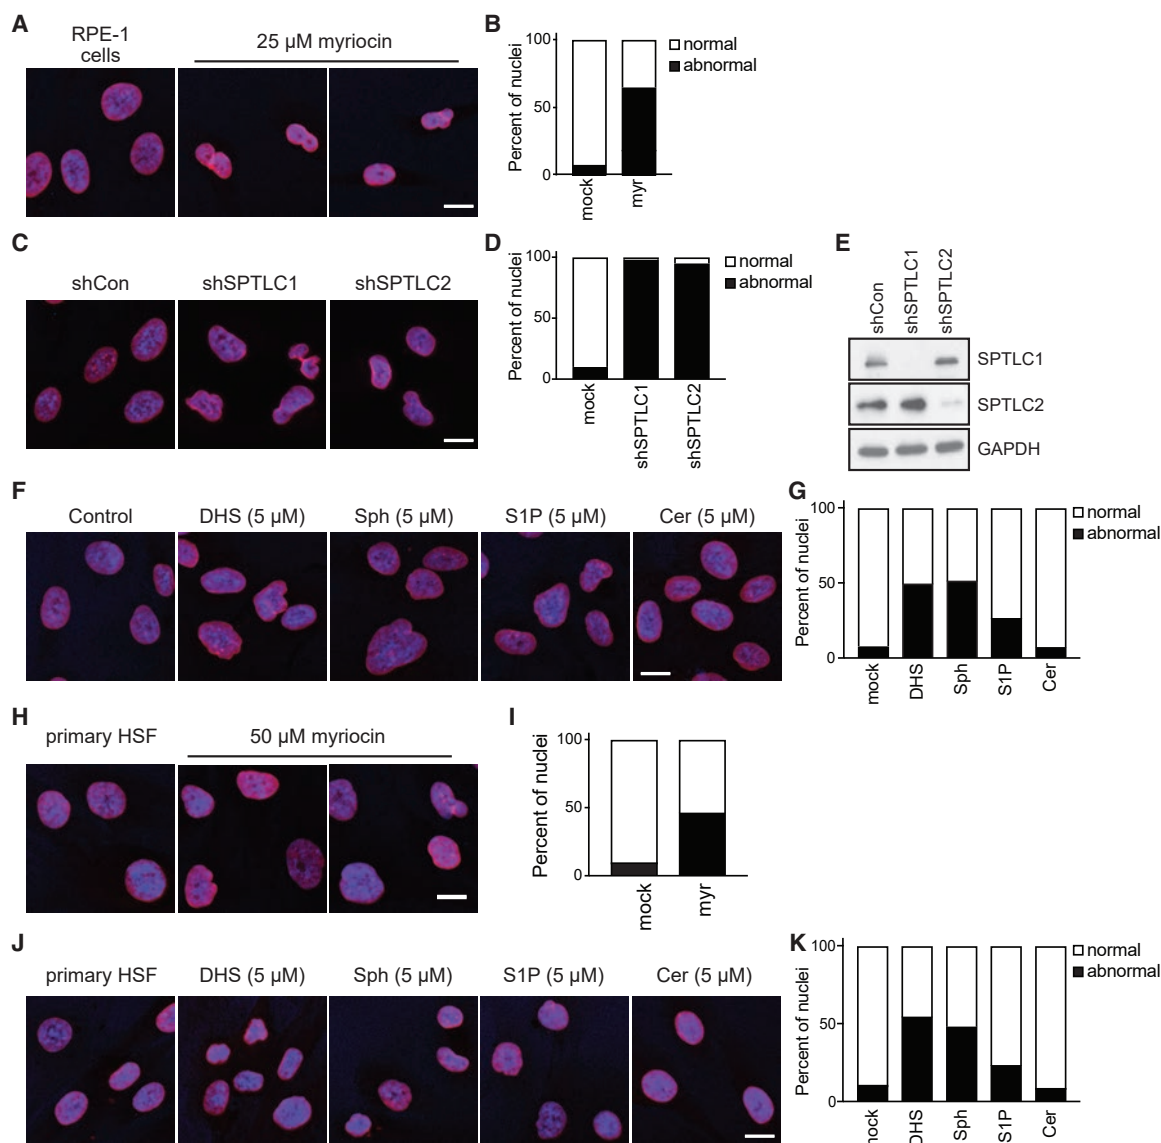 A
RPE-1
cells
25 µM myriocin
B
Percent of nuclei
100
50
0
normal
abnormal
mock
myr
C
shCon
shSPTLC1
shSPTLC2
D
Percent of nuclei
100
50
0
normal
abnormal
mock
shSPTLC1
shSPTLC2
E
shCon
shSPTLC1
shSPTLC2
SPTLC1
SPTLC2
GAPDH
F
Control
DHS (5 µM)
Sph (5 µM)
S1P (5 µM)
Cer (5 µM)
G
Percent of nuclei
100
50
0
normal
abnormal
mock
DHS
Sph
S1P
Cer
H
primary HSF
50 µM myriocin
I
Percent of nuclei
100
50
0
mock
myr
J
primary HSF
DHS (5 µM)
Sph (5 µM)
S1P (5 µM)
Cer (5 µM)
K
Percent of nuclei
100
50
0
normal
abnormal
mock
DHS
Sph
S1P
Cer